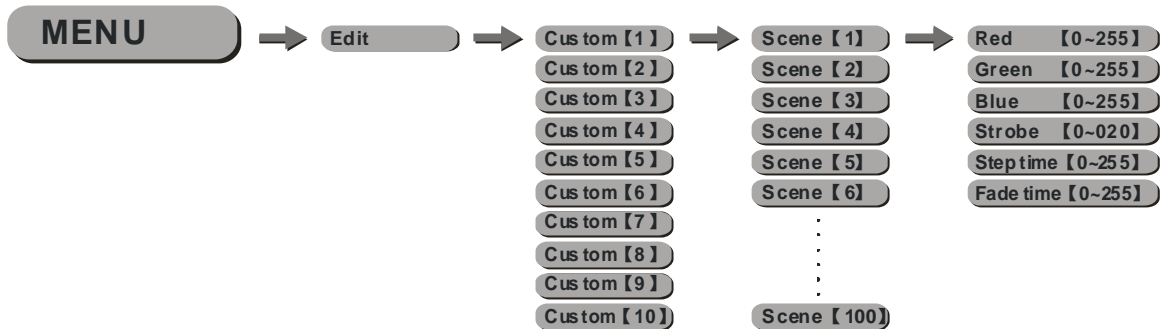 MENU
Edit
Custom【1】
Custom【2】
Custom【3】
Custom【4】
Custom【5】
Custom【6】
Custom【7】
Custom【8】
Custom【9】
Custom【10】
Scene【1】
Scene【2】
Scene【3】
Scene【4】
Scene【5】
Scene【6】
Scene【100】
Red 【0~255】
Green 【0~255】
Blue 【0~255】
Strobe 【0~020】
Step time【0~255】
Fade time【0~255】